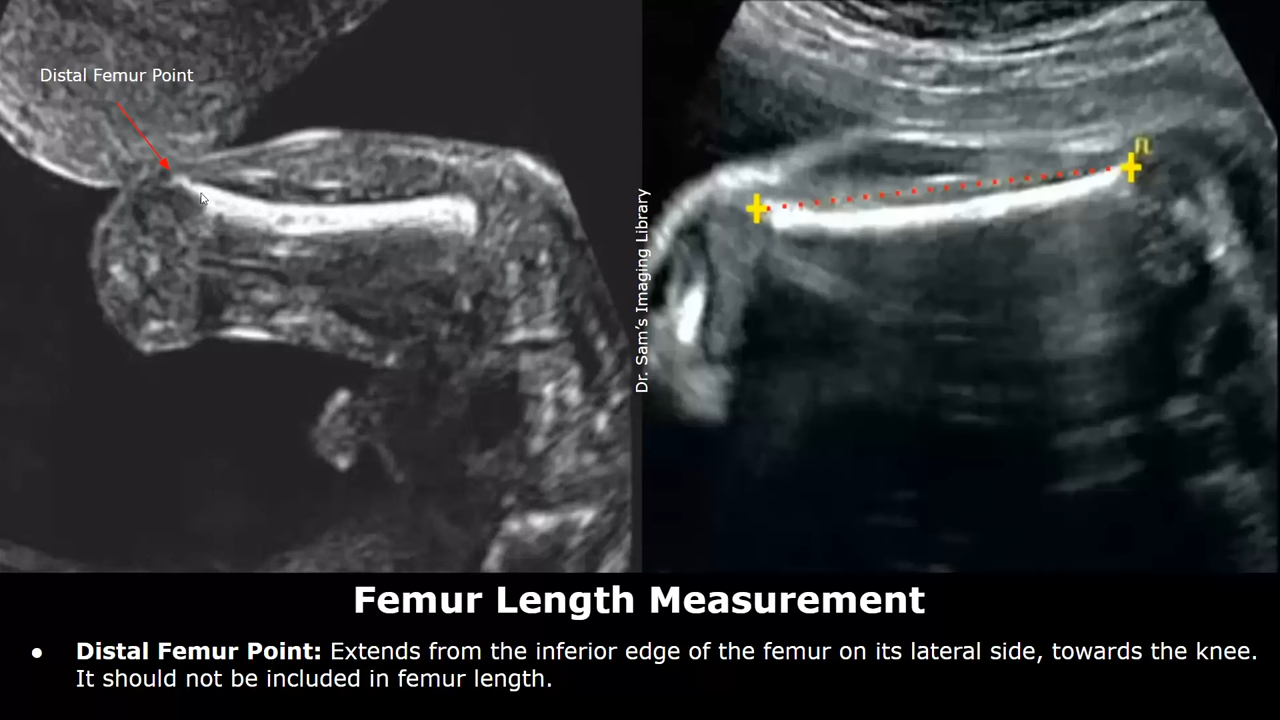 Distal Femur Point
Dr. Sam's Imaging Library
Femur Length Measurement
● Distal Femur Point: Extends from the inferior edge of the femur on its lateral side, towards the knee.
It should not be included in femur length.